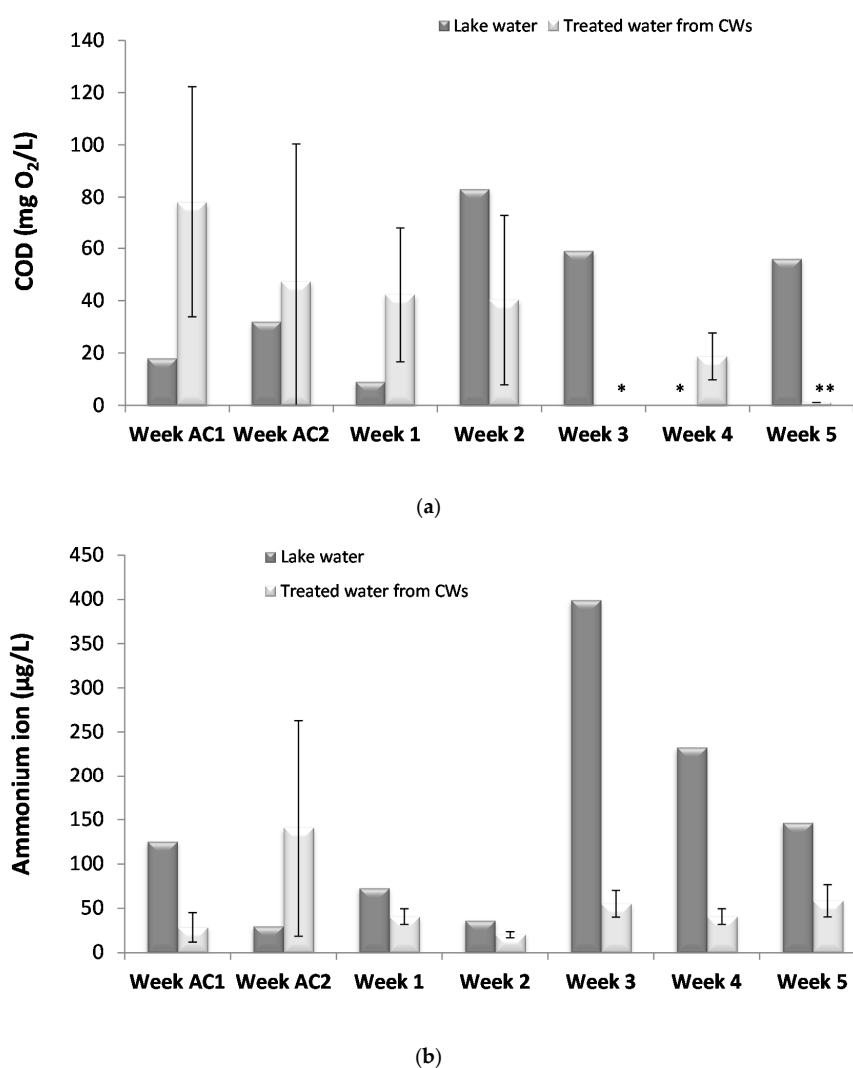 Lake water Treated water from CWs
COD (mg O₂/L)
140
120
100
80
60
40
20
0
* * **
Week AC1 Week AC2 Week 1 Week 2 Week 3 Week 4 Week 5
(a)
Lake water
Treated water from CWs
Ammonium ion (µg/L)
450
400
350
300
250
200
150
100
50
0
Week AC1 Week AC2 Week 1 Week 2 Week 3 Week 4 Week 5
(b)